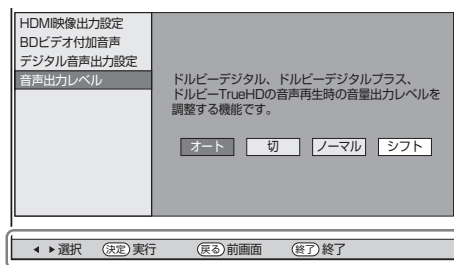 HDMI映像出力設定
BDビデオ付加音声
デジタル音声出力設定
音声出力レベル
ドルビーデジタル、ドルビーデジタルプラス、
ドルビーTrueHDの音声再生時の音量出力レベルを
調整する機能です。
オート 切 ノーマル シフト
選択 決定 実行 戻る 前画面 終了 終了